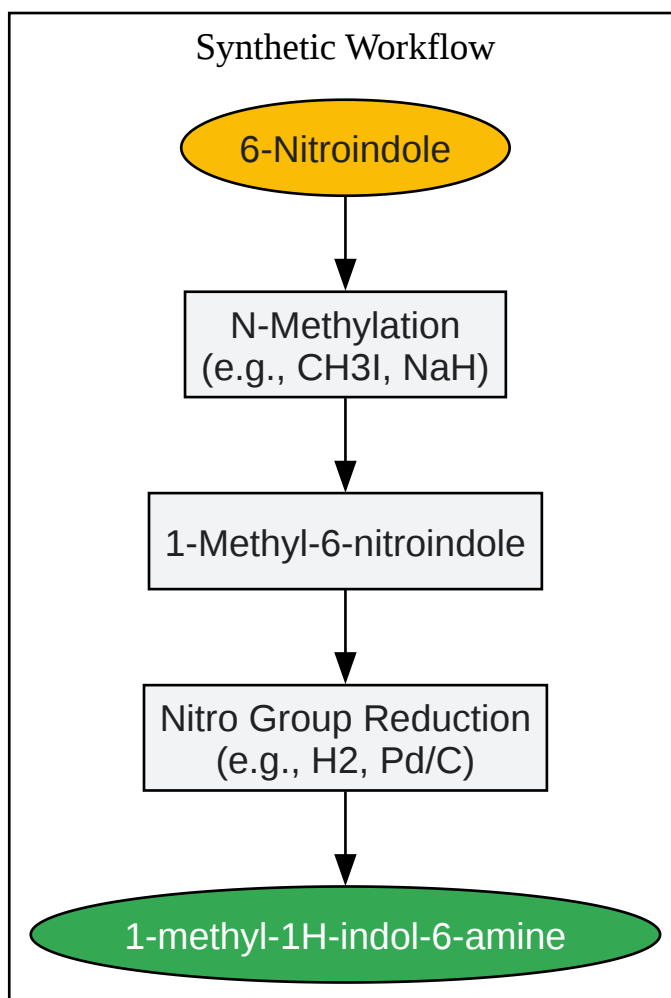 Synthetic Workflow
6-Nitroindole
N-Methylation
(e.g., CH3I, NaH)
1-Methyl-6-nitroindole
Nitro Group Reduction
(e.g., H2, Pd/C)
1-methyl-1H-indol-6-amine